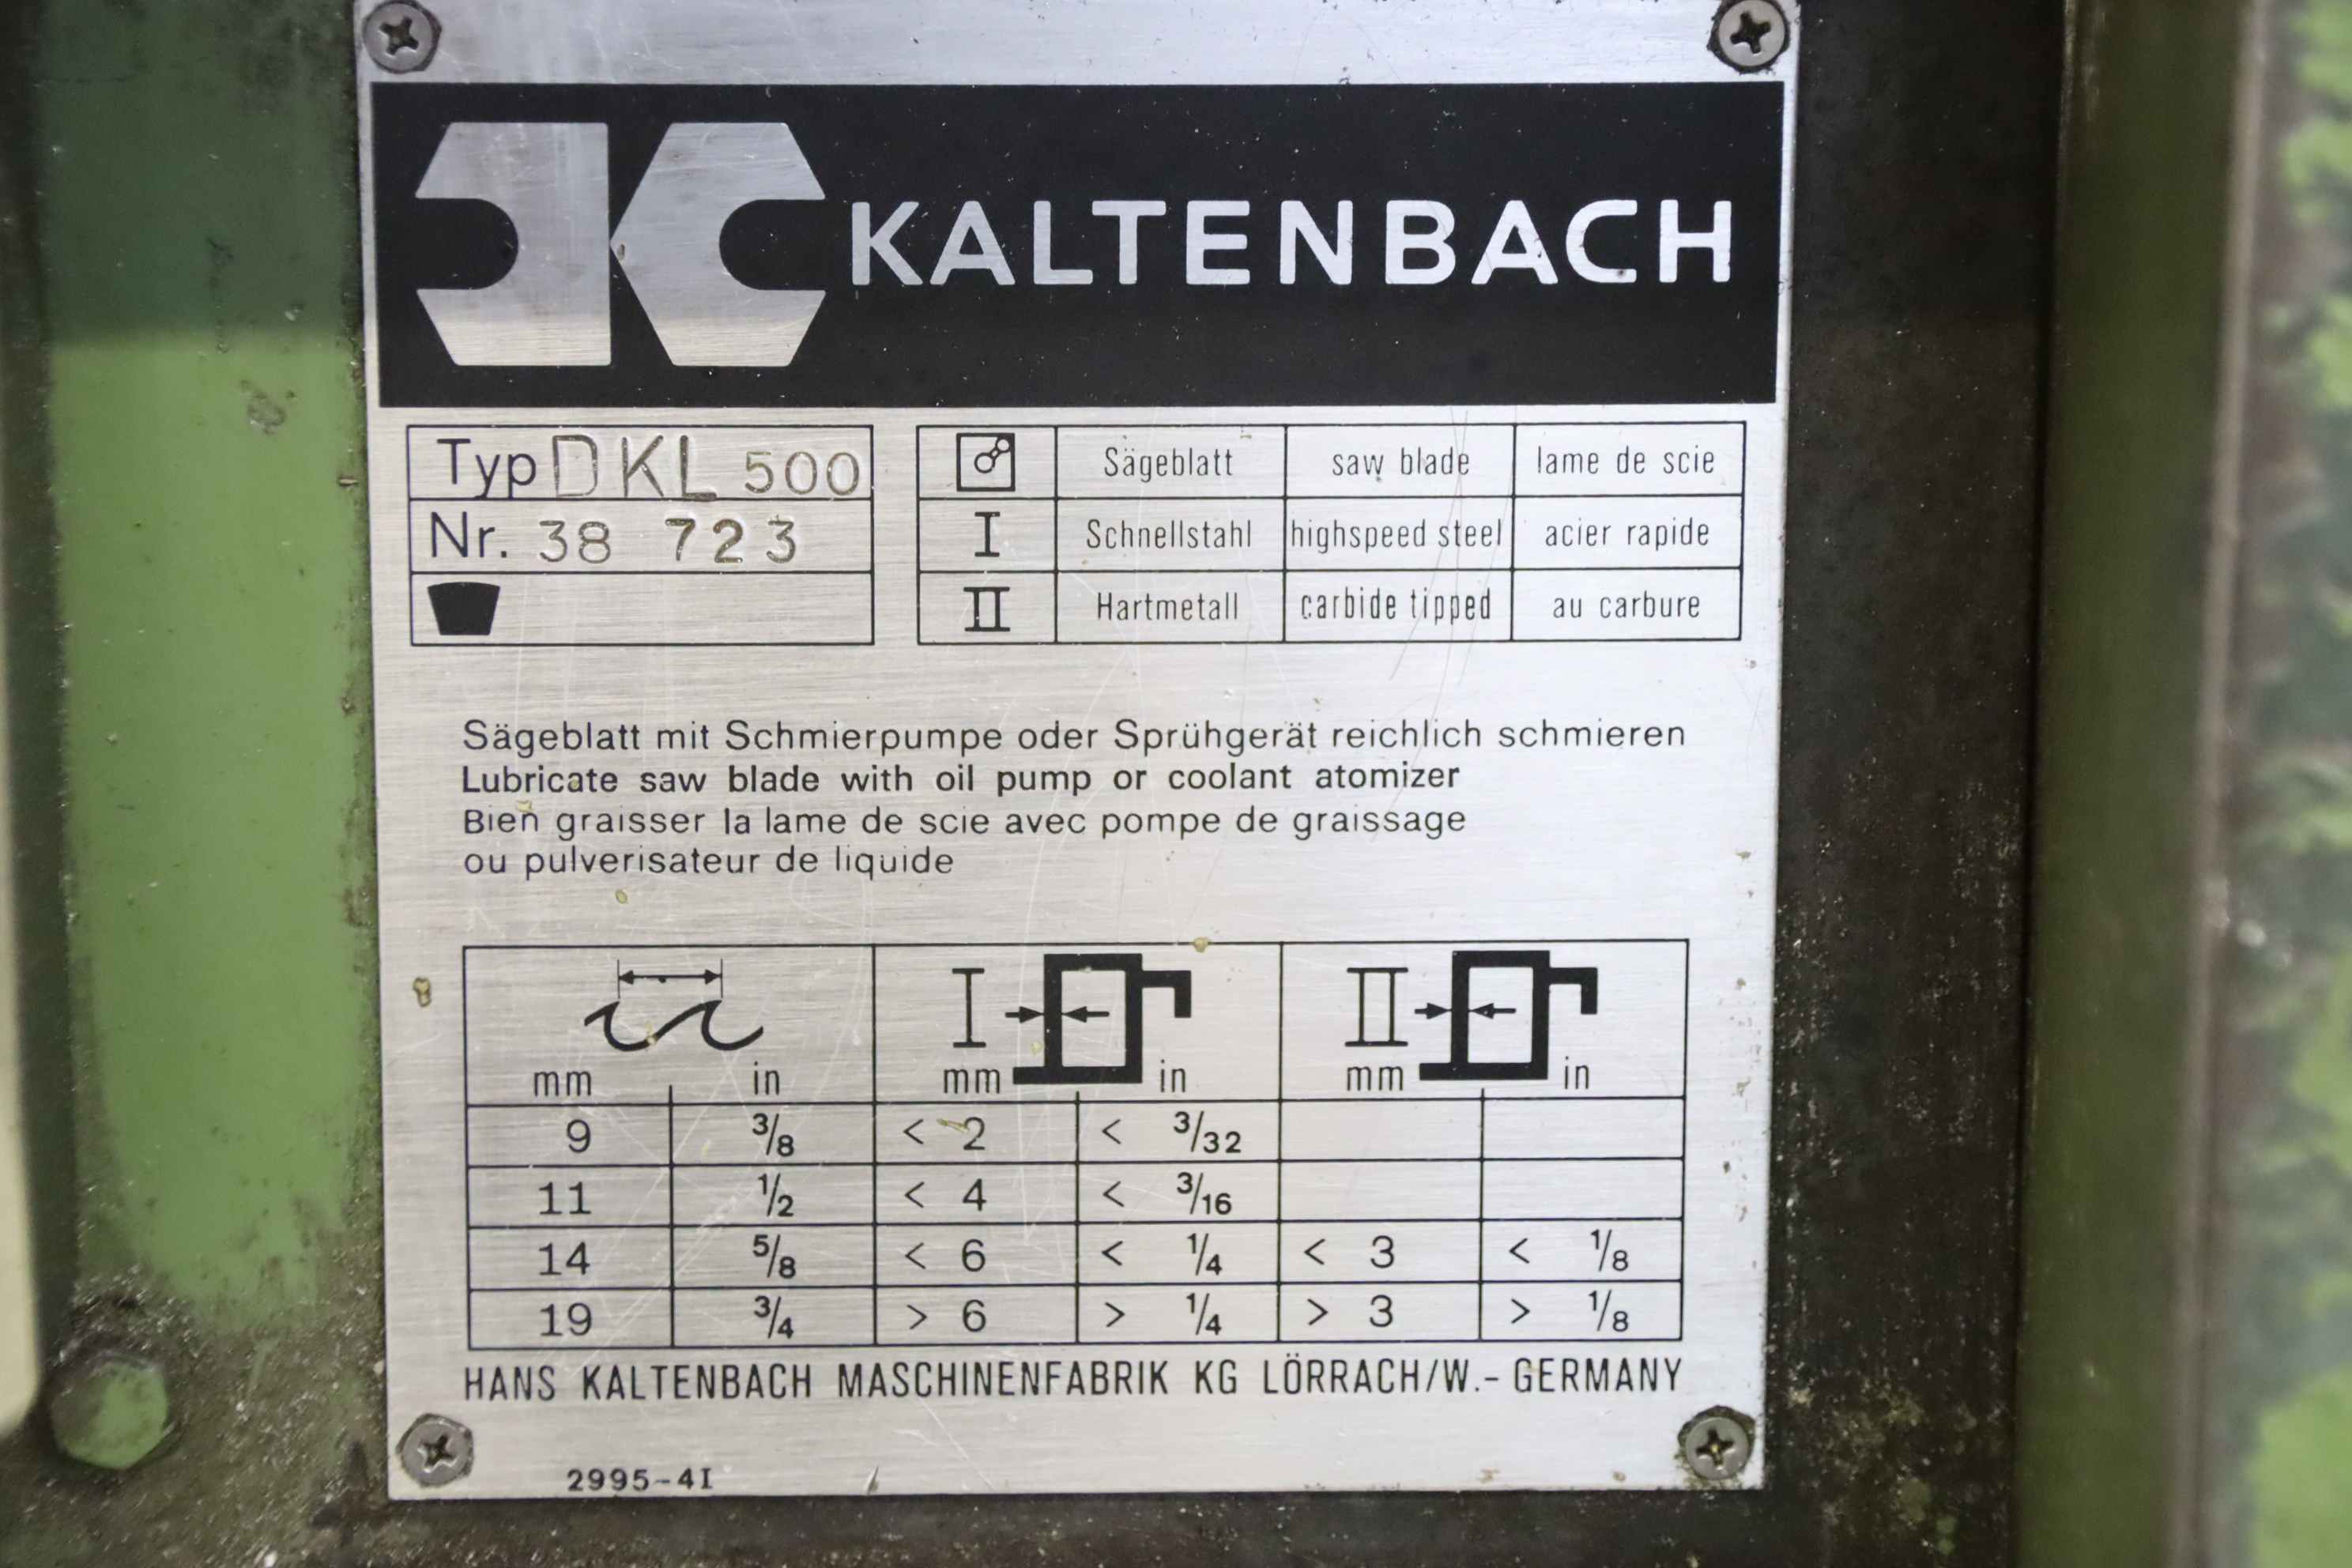 KALTENBACH
Typ DKL 500
Nr. 38 723
Sägeblatt saw blade lame de scie
I Schnellstahl highspeed steel acier rapide
II Hartmetall carbide tipped au carbure
Sägeblatt mit Schmierpumpe oder Sprühgerät reichlich schmieren
Lubricate saw blade with oil pump or coolant atomizer
Bien graisser la lame de scie avec pompe de graissage
ou pulverisateur de liquide
I II
mm in mm in mm in
9 3/8 < 2 < 3/32
11 1/2 < 4 < 3/16
14 5/8 < 6 < 1/4 < 3 < 1/8
19 3/4 > 6 > 1/4 > 3 > 1/8
HANS KALTENBACH MASCHINENFABRIK KG LÖRRACH/W.- GERMANY
2995-4I